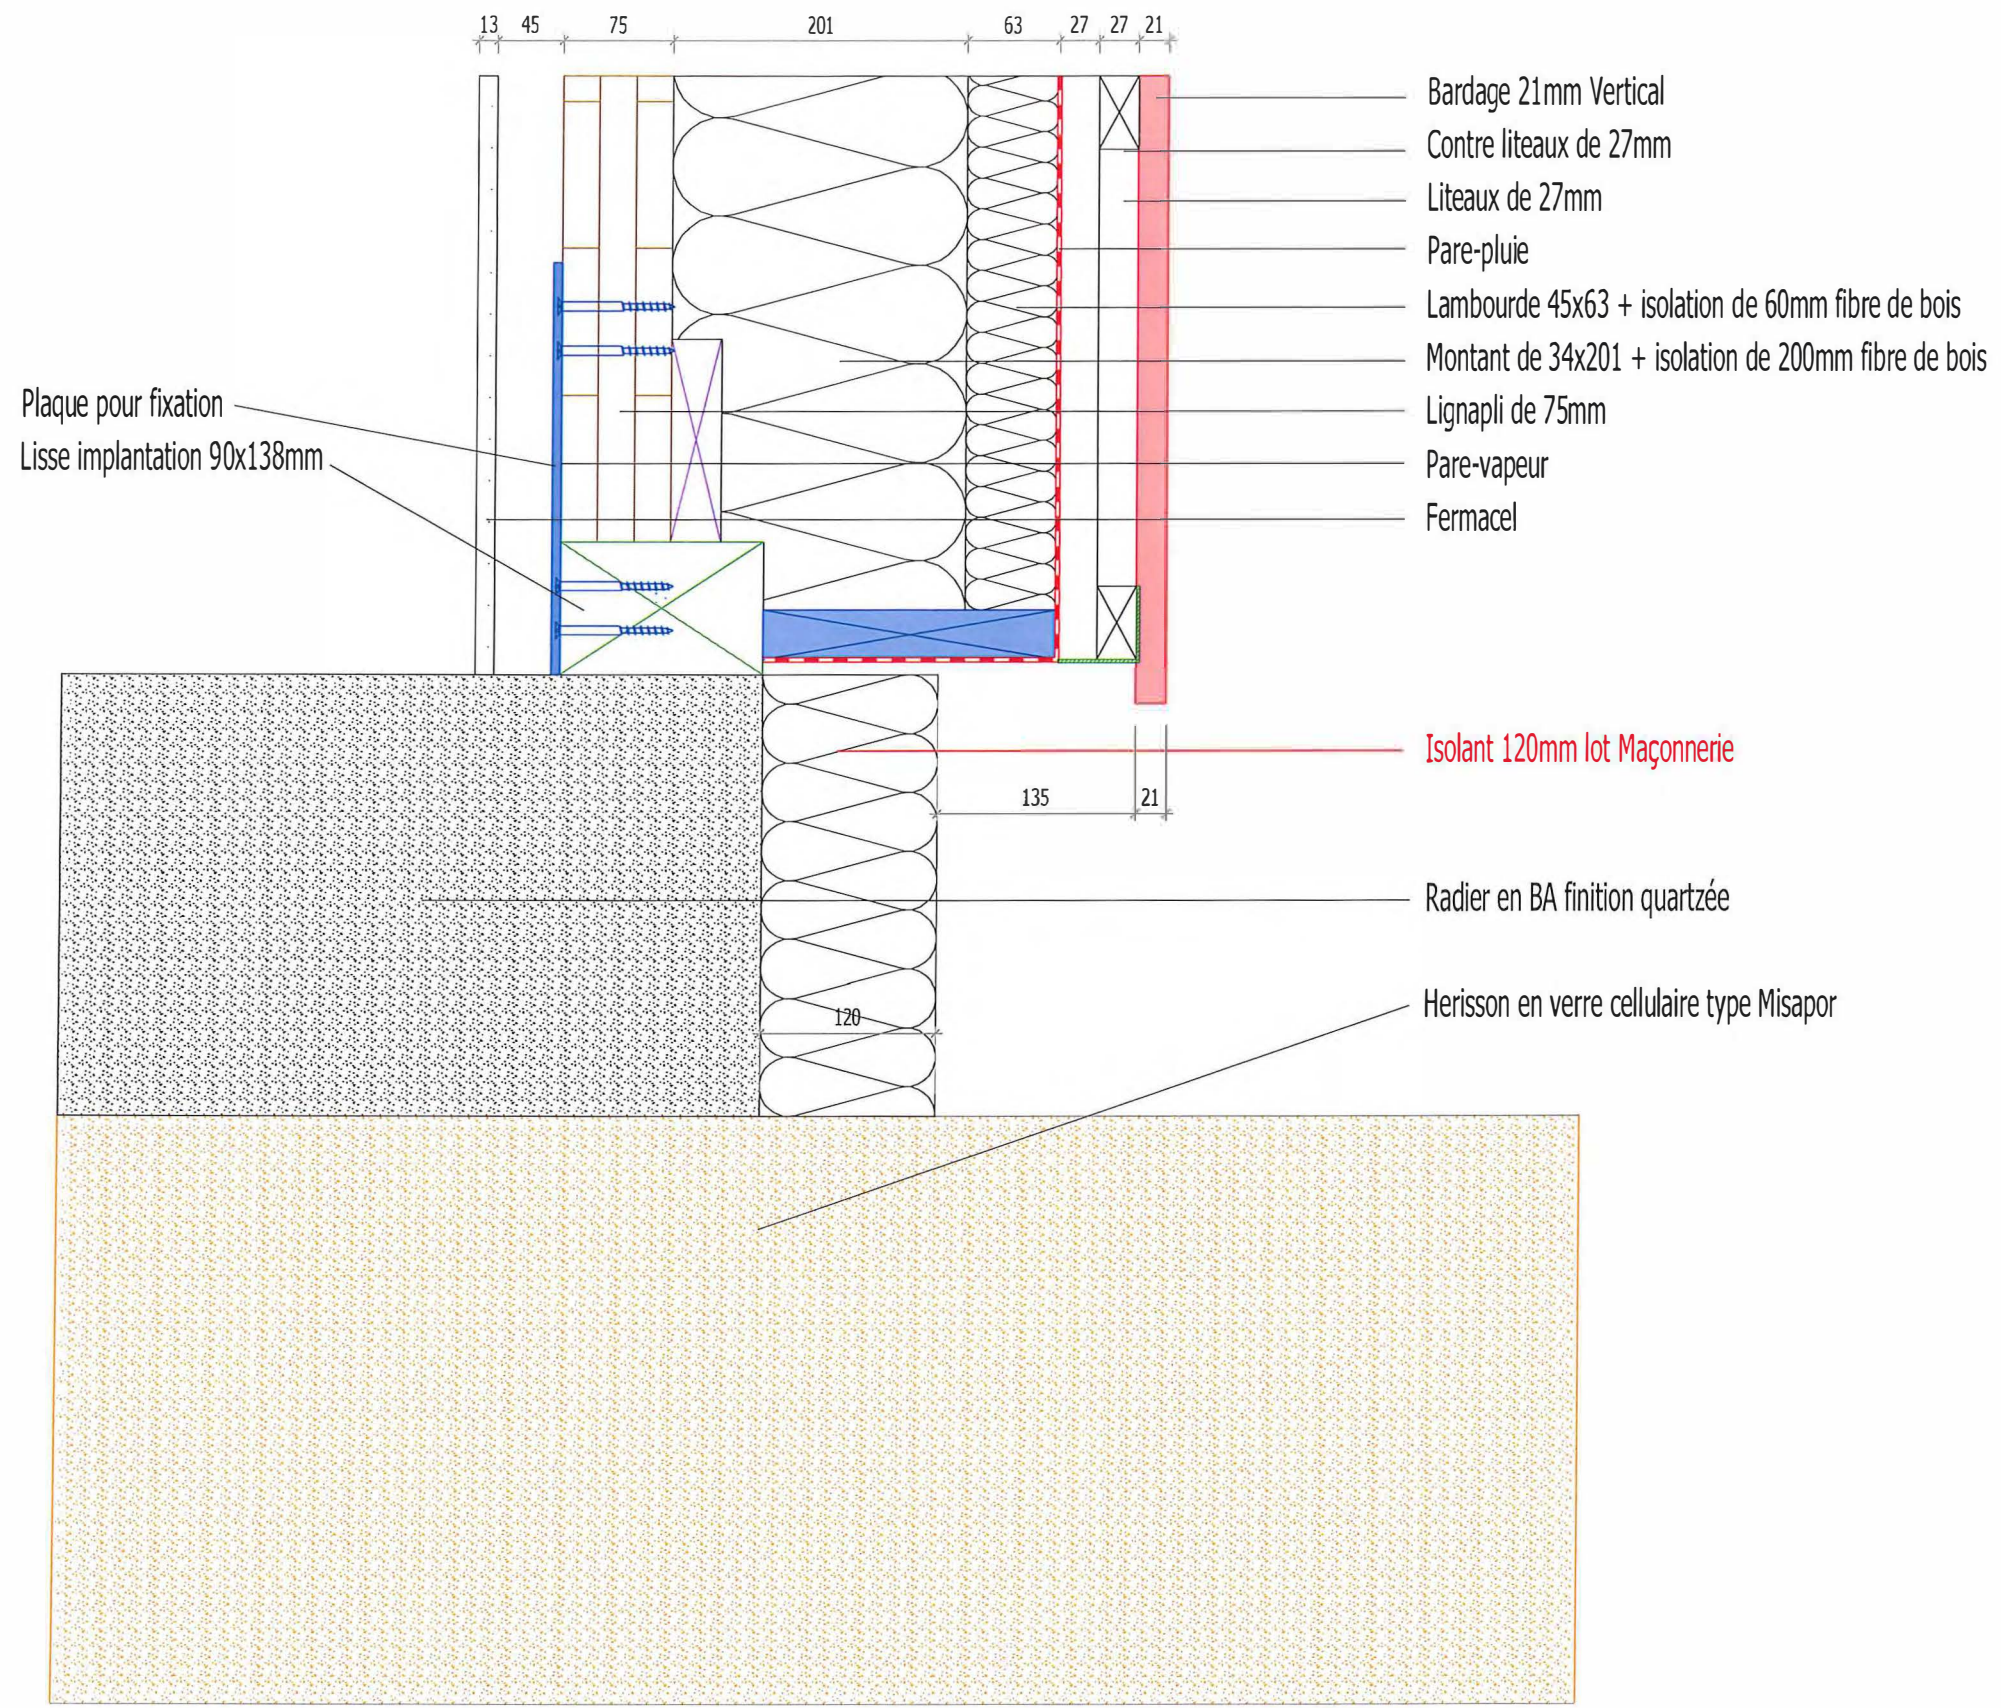 13 45 75 201 63 27 27 21
Bardage 21mm Vertical
Contre liteaux de 27mm
Liteaux de 27mm
Pare-pluie
Lambourde 45x63 + isolation de 60mm fibre de bois
Montant de 34x201 + isolation de 200mm fibre de bois
Plaque pour fixation
Lignapli de 75mm
Lisse implantation 90x138mm
Pare-vapeur
Fermacel
Isolant 120mm lot Maçonnerie
135 21
Radier en BA finition quartzée
Herisson en verre cellulaire type Misapor
120